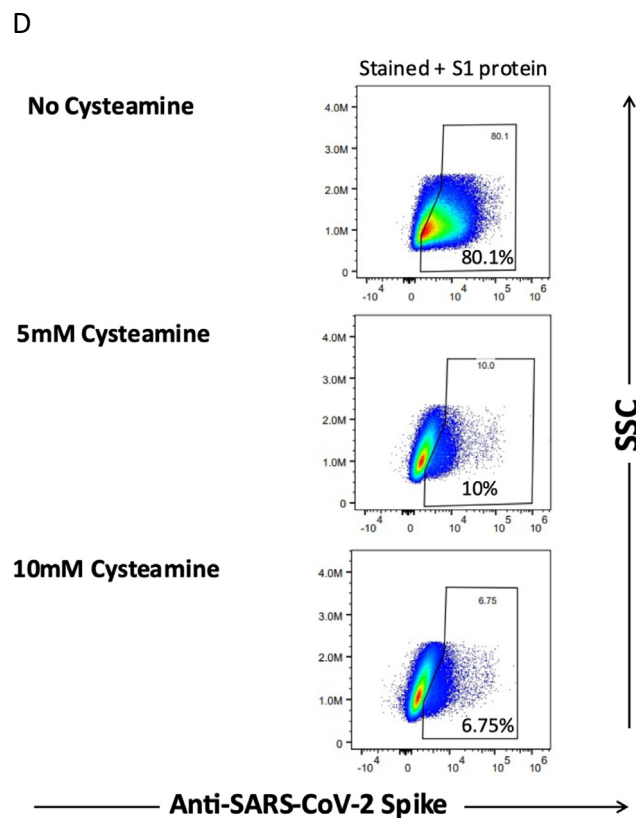 D
Stained + S1 protein
No Cysteamine
4.0M
3.0M
2.0M
1.0M
0
80.1
80.1%
-10^4 0 10^4 10^5 10^6
5mM Cysteamine
4.0M
3.0M
2.0M
1.0M
0
10.0
10%
-10^4 0 10^4 10^5 10^6
10mM Cysteamine
4.0M
3.0M
2.0M
1.0M
0
6.75
6.75%
-10^4 0 10^4 10^5 10^6
SSC
Anti-SARS-CoV-2 Spike